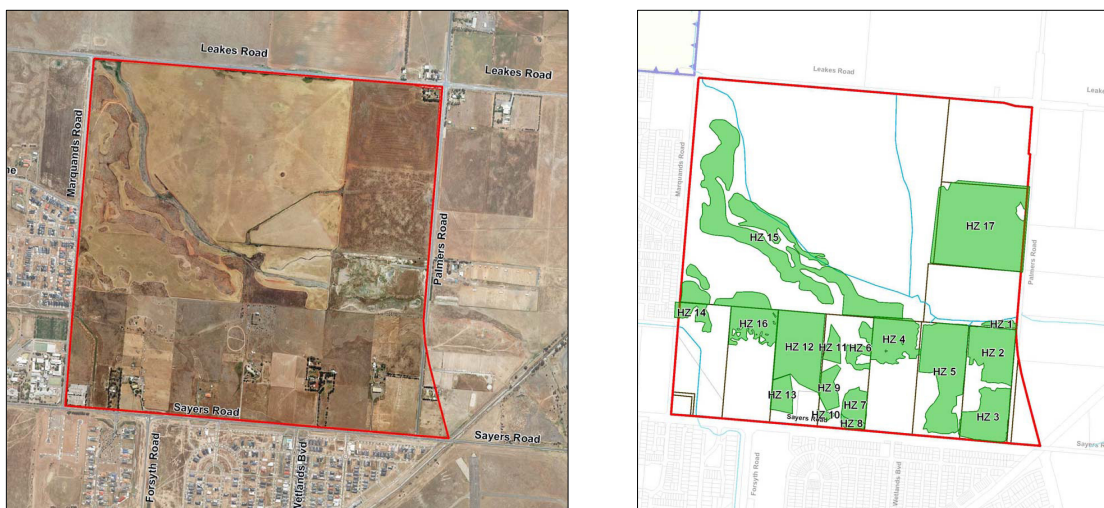 Leakes Road
Leakes Road
Marquands Road
ne
Palmers Road
Sayers Road
Sayers Road
Forsyth Road
Wetlands Bvd
Leakes Road
Leake
Marquands Road
HZ 15
HZ 17
Palmers Road
HZ 14
HZ 16
HZ 12
HZ 11
HZ 6
HZ 4
HZ 1
HZ 2
HZ 5
HZ 9
HZ 13
HZ 7
HZ 10
HZ 8
HZ 3
Sayers Road
Sayers R
Forsyth Road
Wetlands Bvd